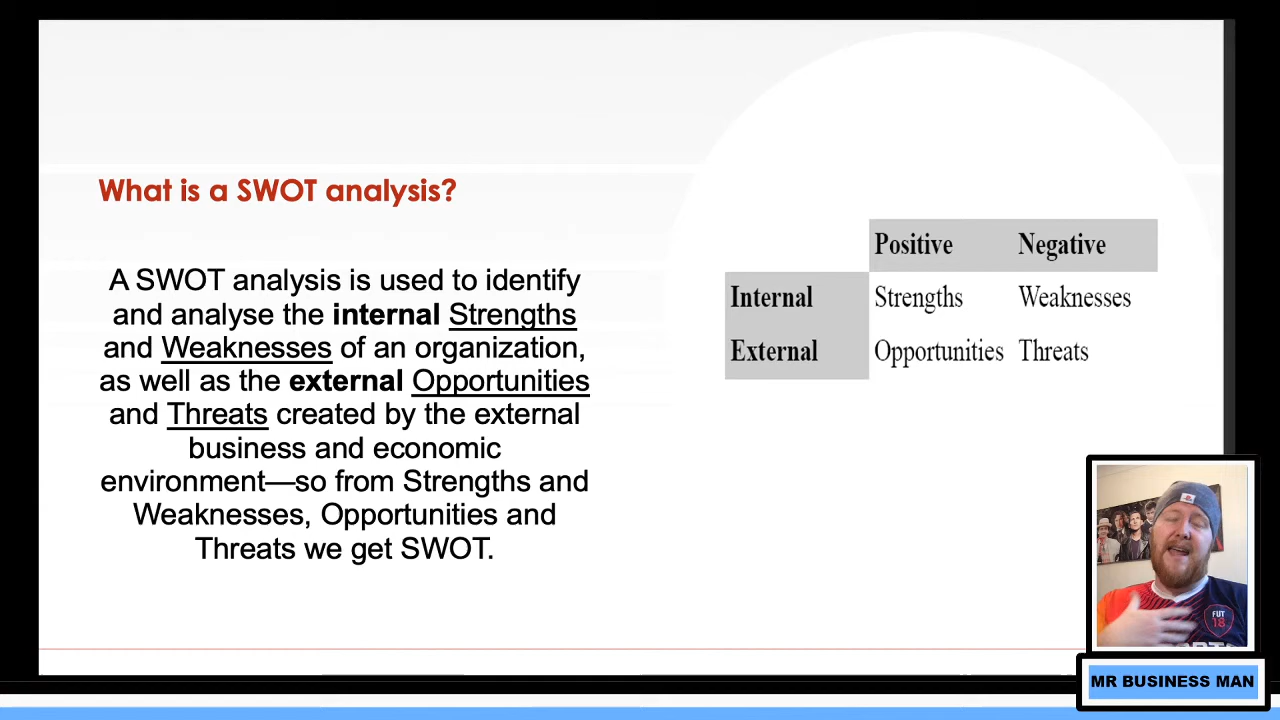 What is a SWOT analysis?
A SWOT analysis is used to identify
and analyse the internal Strengths
and Weaknesses of an organization,
as well as the external Opportunities
and Threats created by the external
business and economic
environment—so from Strengths and
Weaknesses, Opportunities and
Threats we get SWOT.
Positive Negative
Internal Strengths Weaknesses
External Opportunities Threats
FUT
18
MR BUSINESS MAN